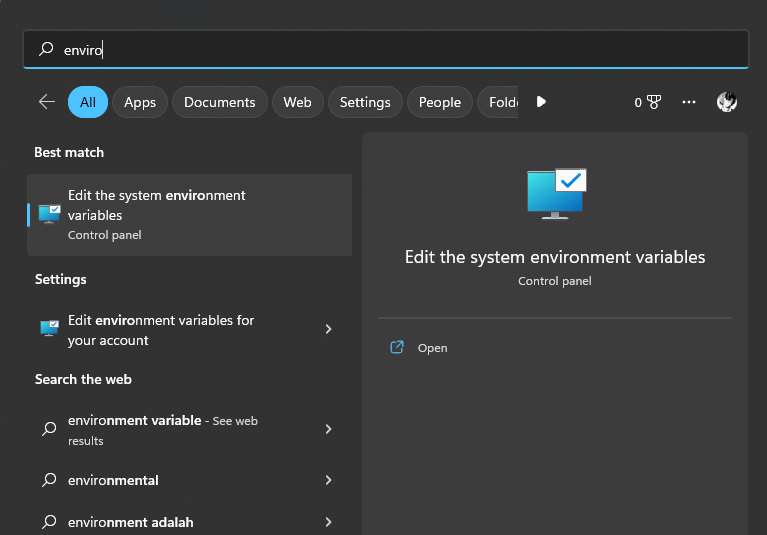 enviro
All Apps Documents Web Settings People Folde 0
Best match
Edit the system environment
variables
Control panel
Settings
Edit environment variables for
your account
Search the web
environment variable - See web
results
environmental
environment adalah
Edit the system environment variables
Control panel
Open